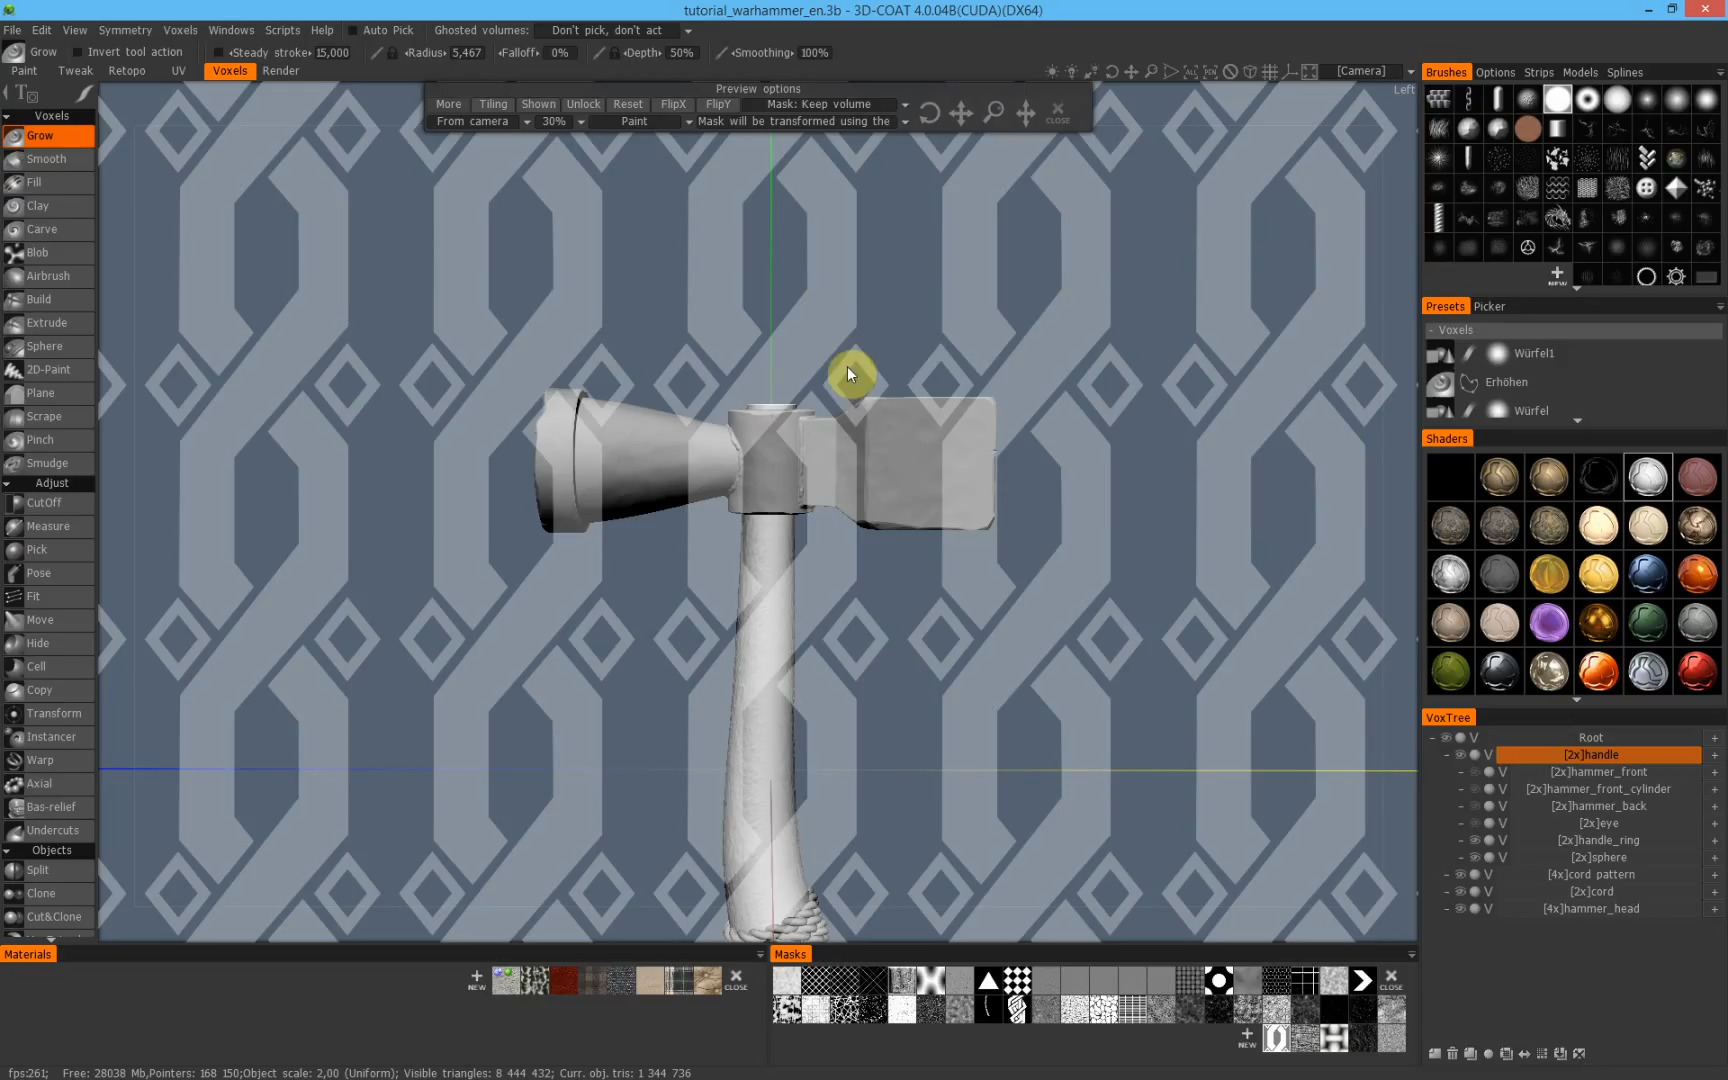 tutorial_warhammer_en.3b - 3D-COAT 4.0.04B(CUDA)(DX64)
File Edit View Symmetry Voxels Windows Scripts Help Auto Pick Ghosted volumes: Don't pick, don't act
Grow Invert tool action Steady stroke: 15,000 Radius: 5,467 Falloff: 0% Depth: 50% Smoothing: 100%
Paint Tweak Retopo UV Voxels Render [Camera]
Left
Preview options
More Tiling Shown Unlock Reset FlipX FlipY Mask: Keep volume
From camera 30% Paint Mask will be transformed using the
CLOSE
Voxels
Grow
Smooth
Fill
Clay
Carve
Blob
Airbrush
Build
Extrude
Sphere
2D-Paint
Plane
Scrape
Pinch
Smudge
Adjust
CutOff
Measure
Pick
Pose
Fit
Move
Hide
Cell
Copy
Transform
Instancer
Warp
Axial
Bas-relief
Undercuts
Objects
Split
Clone
Cut&Clone
Brushes Options Strips Models Splines
NEW
Presets Picker
- Voxels
Würfel1
Erhöhen
Würfel
Shaders
VoxTree
Root
[2x]handle
[2x]hammer_front
[2x]hammer_front_cylinder
[2x]hammer_back
[2x]eye
[2x]handle_ring
[2x]sphere
[4x]cord pattern
[2x]cord
[4x]hammer_head
Materials
NEW
CLOSE
Masks
CLOSE
NEW
fps:261; Free: 28038 Mb,Pointers: 168 150;Object scale: 2,00 (Uniform); Visible triangles: 8 444 432; Curr. obj. tris: 1 344 736